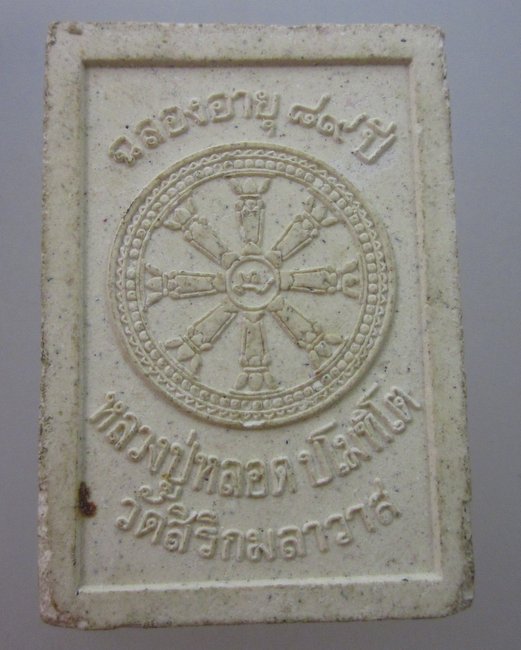 ฉลองอายุ ๘๙ ปี
หลวงปู่หลอด ปโมทิโต
วัดสิริกมลาวาส